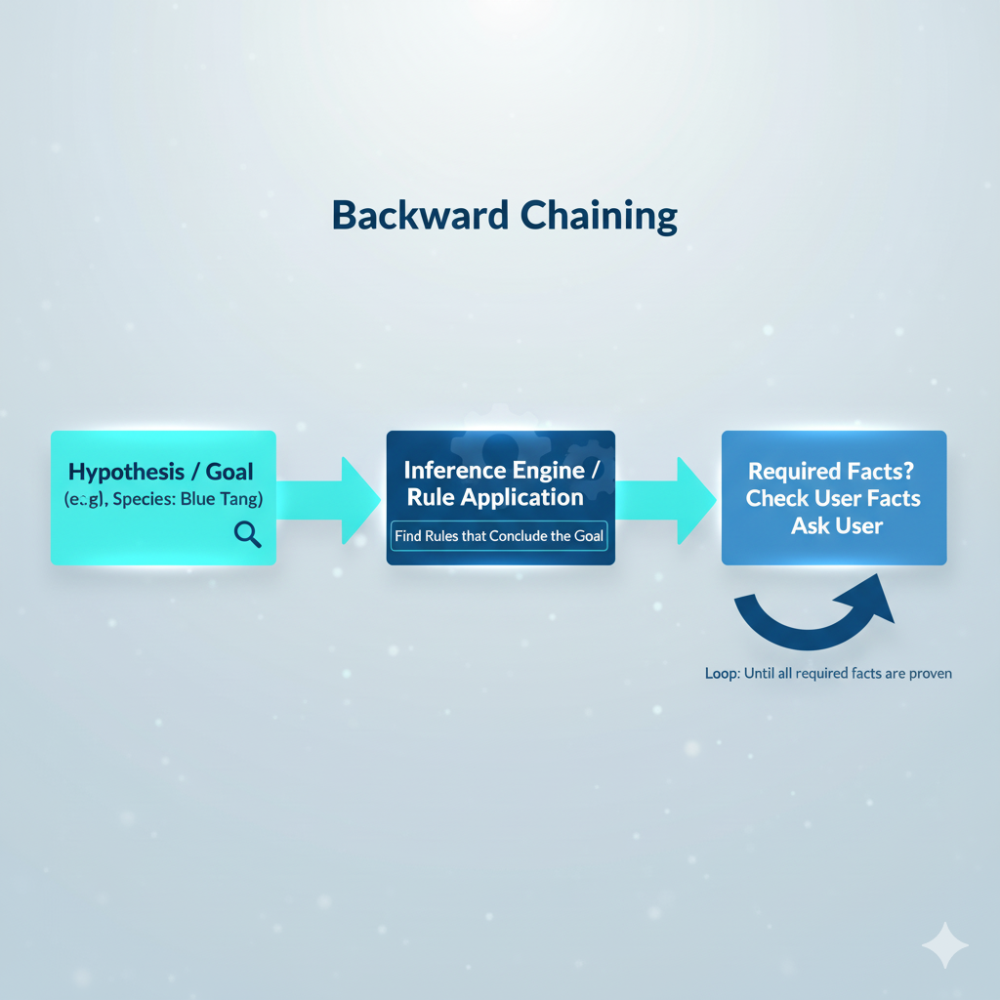 Backward Chaining
Hypothesis / Goal
(e.g), Species: Blue Tang)
Inference Engine /
Rule Application
Find Rules that Conclude the Goal
Required Facts?
Check User Facts
Ask User
Loop: Until all required facts are proven